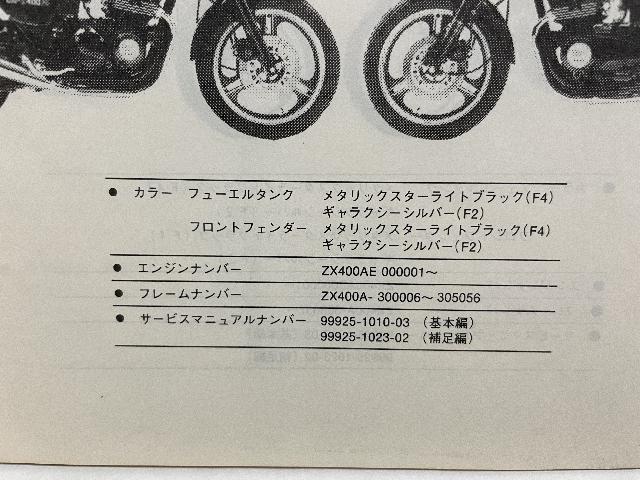 ● カラー フューエルタンク メタリックスターライトブラック(F4)
ギャラクシーシルバー(F2)
フロントフェンダー メタリックスターライトブラック(F4)
ギャラクシーシルバー(F2)
● エンジンナンバー ZX400AE 000001〜
● フレームナンバー ZX400A- 300006〜 305056
● サービスマニュアルナンバー 99925-1010-03 (基本編)
99925-1023-02 (補足編)